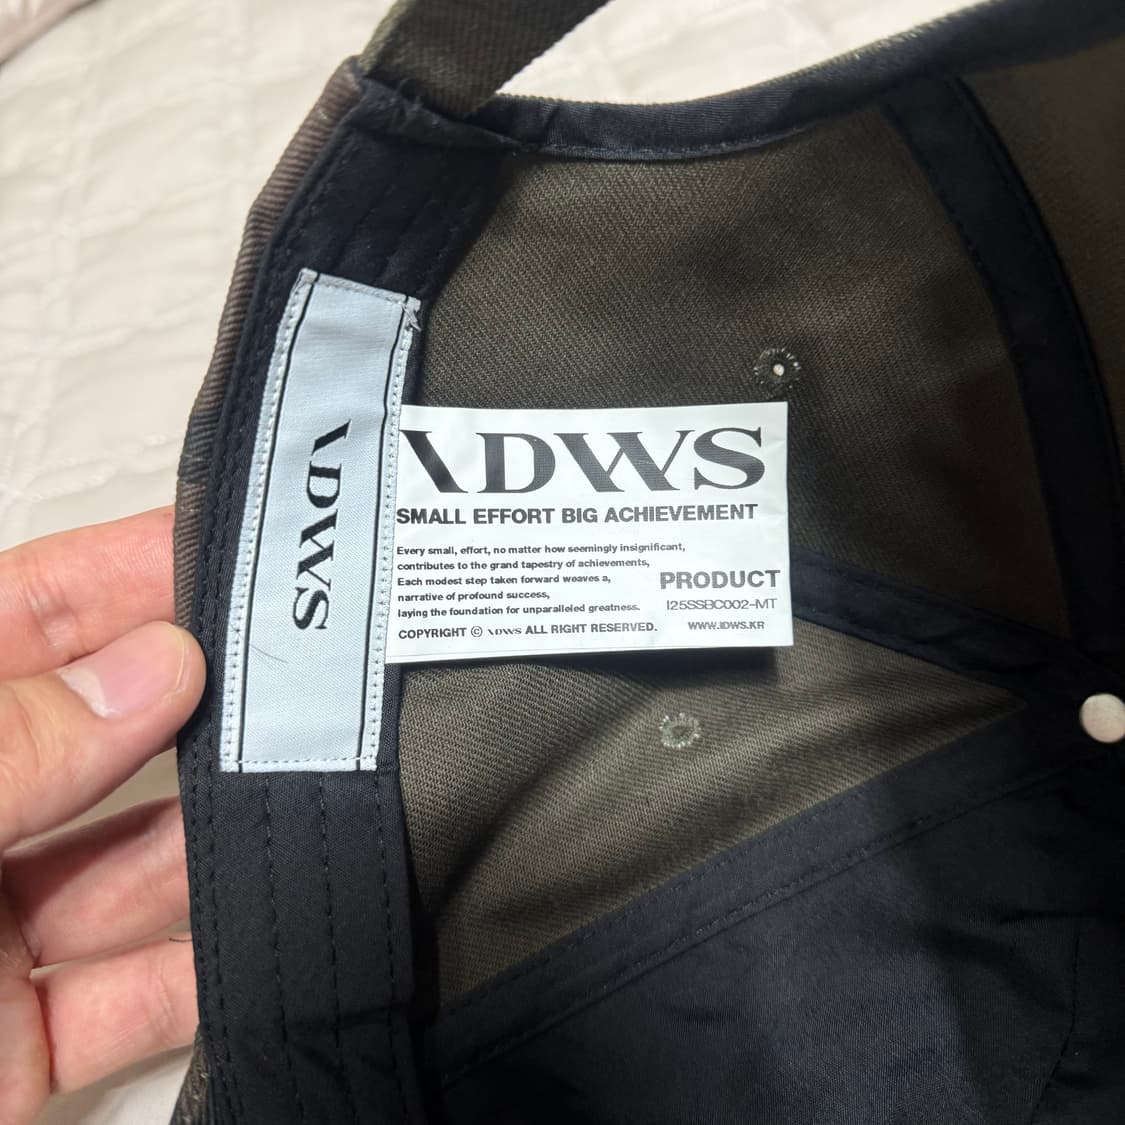 IDWS
IDWS
SMALL EFFORT BIG ACHIEVEMENT
Every small, effort, no matter how seemingly insignificant,
contributes to the grand tapestry of achievements,
Each modest step taken forward weaves a,
narrative of profound success,
laying the foundation for unparalleled greatness.
COPYRIGHT © IDWS ALL RIGHT RESERVED.
PRODUCT
I25SSBC002-MT
WWW.IDWS.KR